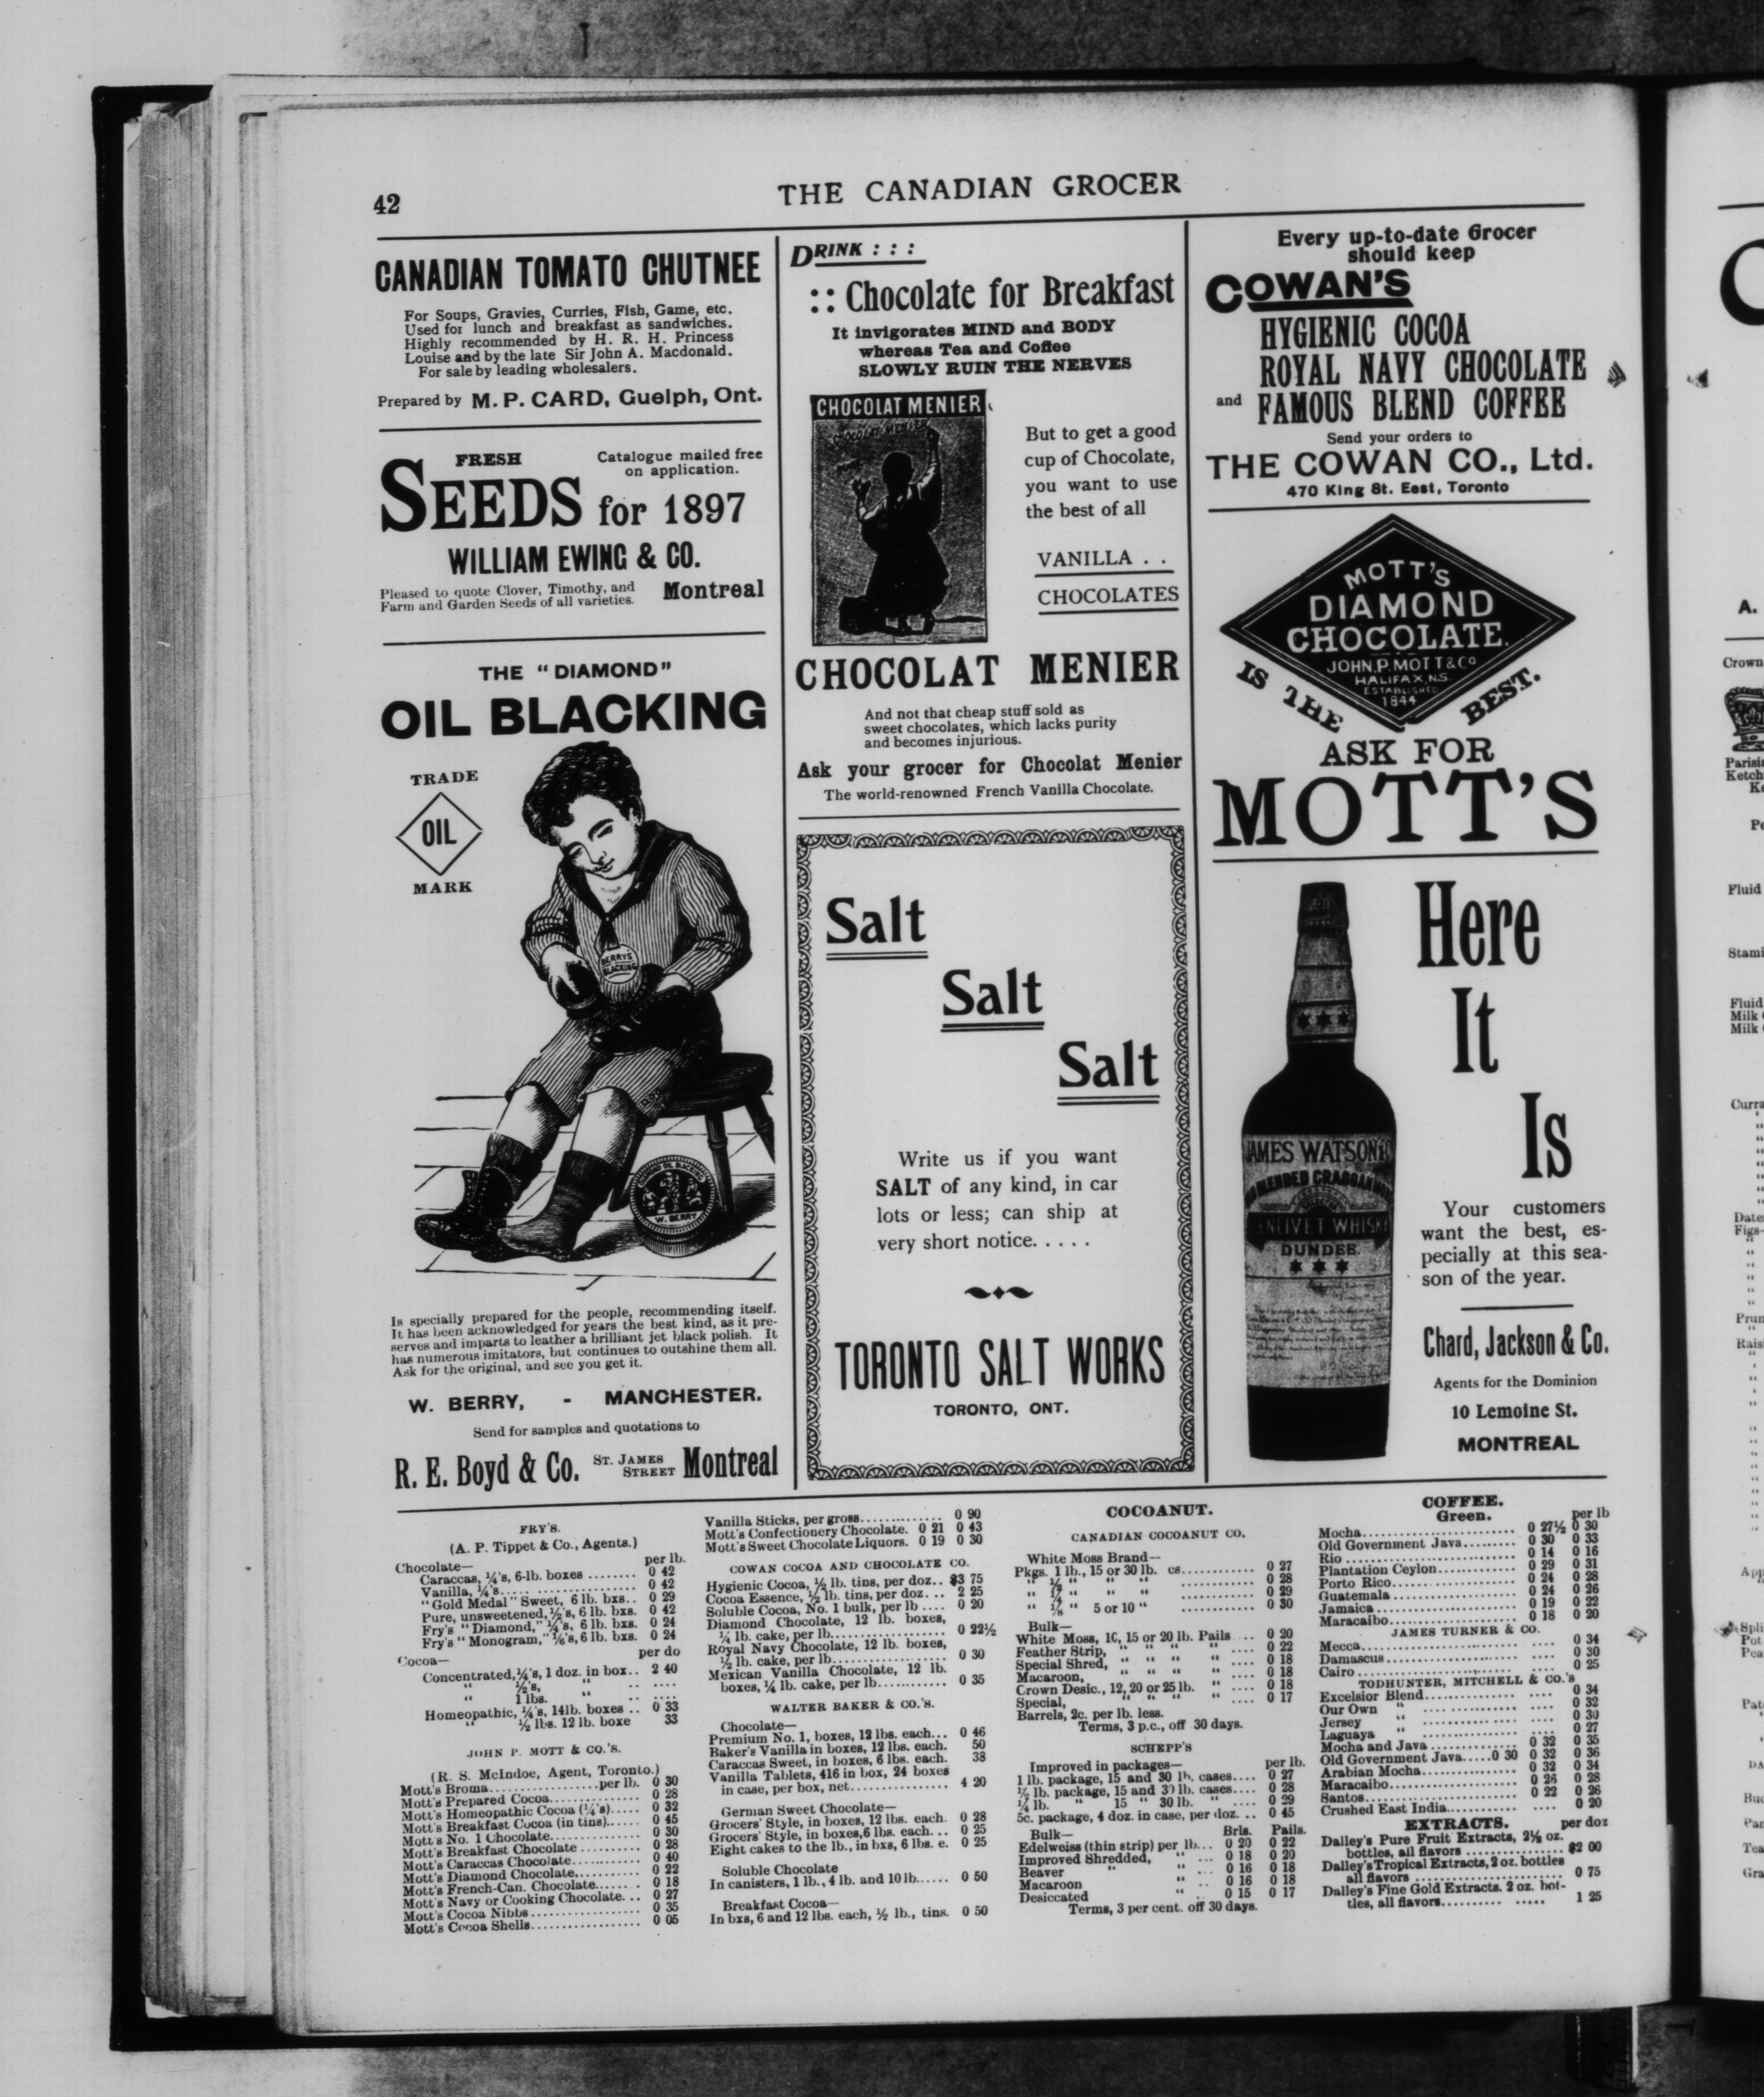 42
THE CANADIAN GROCER
CANADIAN TOMATO CHUTNEE
For Soups, Gravies, Curries, Fish, Game, etc.
Used for lunch and breakfast as sandwiches.
Highly recommended by H. R. H. Princess
Louise and by the late Sir John A. Macdonald.
For sale by leading wholesalers.
Prepared by M. P. CARD, Guelph, Ont.
FRESH
Catalogue mailed free
on application.
SEEDS for 1897
WILLIAM EWING & CO.
Pleased to quote Clover, Timothy, and
Farm and Garden Seeds of all varieties.
Montreal
THE "DIAMOND"
OIL BLACKING
TRADE
OIL
MARK
BERRYS
BLACKING
W. BERRY
Is specially prepared for the people, recommending itself.
It has been acknowledged for years the best kind, as it pre-
serves and imparts to leather a brilliant jet black polish. It
has numerous imitators, but continues to outshine them all.
Ask for the original, and see you get it.
W. BERRY, - MANCHESTER.
Send for samples and quotations to
R. E. Boyd & Co. ST. JAMES STREET Montreal
DRINK : : :
:: Chocolate for Breakfast
It invigorates MIND and BODY
whereas Tea and Coffee
SLOWLY RUIN THE NERVES
CHOCOLAT MENIER
CHOCOLAT MENIER
But to get a good
cup of Chocolate,
you want to use
the best of all
VANILLA . .
CHOCOLATES
CHOCOLAT MENIER
And not that cheap stuff sold as
sweet chocolates, which lacks purity
and becomes injurious.
Ask your grocer for Chocolat Menier
The world-renowned French Vanilla Chocolate.
Salt
Salt
Salt
Write us if you want
SALT of any kind, in car
lots or less; can ship at
very short notice. . . . .
TORONTO SALT WORKS
TORONTO, ONT.
Every up-to-date Grocer
should keep
COWAN'S
HYGIENIC COCOA
ROYAL NAVY CHOCOLATE
and FAMOUS BLEND COFFEE
Send your orders to
THE COWAN CO., Ltd.
470 King St. East, Toronto
MOTT'S
DIAMOND
CHOCOLATE.
JOHN.P.MOTT&Co
HALIFAX,N.S.
ESTABLISHED
1844
IS THE BEST.
ASK FOR
MOTT'S
Here
It
Is
JAMES WATSON &
BLENDED
WHISKY
DUNDEE.
Your customers
want the best, es-
pecially at this sea-
son of the year.
Chard, Jackson & Co.
Agents for the Dominion
10 Lemoine St.
MONTREAL
FRY'S.
(A. P. Tippet & Co., Agents.)
Chocolate— per lb.
Caraccas, ¼'s, 6-lb. boxes ........ 0 42
Vanilla, ¼'s.... ................ 0 42
"Gold Medal" Sweet, 6 lb. bxs.. 0 29
Pure, unsweetened, ½'s, 6 lb. bxs. 0 42
Fry's "Diamond," ¼'s, 6 lb. bxs. 0 24
Fry's "Monogram," ⅛'s, 6 lb. bxs. 0 24
Cocoa— per do
Concentrated, ¼'s, 1 doz. in box.. 2 40
" ½'s, " .. ....
" 1 lbs. " .. ....
Homeopathic, ¼'s, 14lb. boxes .. 0 33
" ½ lbs. 12 lb. boxe 33
JOHN P. MOTT & CO.'S.
(R. S. McIndoe, Agent, Toronto.)
Mott's Broma.................per lb. 0 30
Mott's Prepared Cocoa.............. 0 28
Mott's Homeopathic Cocoa (¼'s)..... 0 32
Mott's Breakfast Cocoa (in tins)...... 0 45
Mott's No. 1 Chocolate.............. 0 30
Mott's Breakfast Chocolate .......... 0 28
Mott's Caraccas Chocolate........... 0 40
Mott's Diamond Chocolate........... 0 22
Mott's French-Can. Chocolate....... 0 18
Mott's Navy or Cooking Chocolate... 0 27
Mott's Cocoa Nibbs................. 0 35
Mott's Cocoa Shells................. 0 05
Vanilla Sticks, per gross.............. 0 90
Mott's Confectionery Chocolate. 0 21 0 43
Mott's Sweet Chocolate Liquors. 0 19 0 30
COWAN COCOA AND CHOCOLATE CO.
Hygienic Cocoa, ½ lb. tins, per doz.. $3 75
Cocoa Essence, ½ lb. tins, per doz... 2 25
Soluble Cocoa, No. 1 bulk, per lb .... 0 20
Diamond Chocolate, 12 lb. boxes,
¼ lb. cake, per lb................. 0 22½
Royal Navy Chocolate, 12 lb. boxes,
½ lb. cake, per lb................. 0 30
Mexican Vanilla Chocolate, 12 lb.
boxes, ¼ lb. cake, per lb........... 0 35
WALTER BAKER & CO.'S.
Chocolate—
Premium No. 1, boxes, 12 lbs. each... 0 46
Baker's Vanilla in boxes, 12 lbs. each. 50
Caraccas Sweet, in boxes, 6 lbs. each. 38
Vanilla Tablets, 416 in box, 24 boxes
in case, per box, net............... 4 20
German Sweet Chocolate—
Grocers' Style, in boxes, 12 lbs. each. 0 28
Grocers' Style, in boxes, 6 lbs. each... 0 25
Eight cakes to the lb., in bxs, 6 lbs. e. 0 25
Soluble Chocolate
In canisters, 1 lb., 4 lb. and 10 lb...... 0 50
Breakfast Cocoa—
In bxs, 6 and 12 lbs. each, ½ lb., tins. 0 50
COCOANUT.
CANADIAN COCOANUT CO.
White Moss Brand—
Pkgs. 1 lb., 15 or 30 lb. cs............ 0 27
" ½ " " " ............ 0 28
" ¼ " " " ............ 0 29
" ⅛ " 5 or 10 " ............ 0 30
Bulk—
White Moss, 10, 15 or 20 lb. Pails ... 0 20
Feather Strip, " " " " .... 0 22
Special Shred, " " " " .... 0 18
Macaroon, " " " " .... 0 18
Crown Desic., 12, 20 or 25 lb. " .... 0 18
Special, " " " " .... 0 17
Barrels, 2c. per lb. less.
Terms, 3 p.c., off 30 days.
SCHEPP'S
Improved in packages— per lb.
1 lb. package, 15 and 30 lb. cases.... 0 27
½ lb. package, 15 and 30 lb. cases.... 0 28
¼ lb. " 15 " 30 lb. " .... 0 29
5c. package, 4 doz. in case, per doz. .. 0 45
Bulk— Brls. Pails.
Edelweiss (thin strip) per lb... 0 20 0 22
Improved Shredded, " .. 0 18 0 20
Beaver " " ... 0 16 0 18
Macaroon " .. 0 16 0 18
Desiccated " .. 0 15 0 17
Terms, 3 per cent. off 30 days.
COFFEE.
Green. per lb
Mocha.......................... 0 27½ 0 30
Old Government Java......... 0 30 0 33
Rio ............................. 0 14 0 16
Plantation Ceylon............. 0 29 0 31
Porto Rico..................... 0 24 0 28
Guatemala..................... 0 24 0 26
Jamaica........................ 0 19 0 22
Maracaibo..................... 0 18 0 20
JAMES TURNER & CO.
Mecca............................. .... 0 34
Damascus......................... .... 0 30
Cairo ............................. .... 0 25
TODHUNTER, MITCHELL & CO.'S
Excelsior Blend............... .... 0 34
Our Own " .................. 0 32
Jersey " .................. 0 30
Laguaya " .................. 0 27
Mocha and Java ............... 0 32 0 35
Old Government Java.....0 30 0 32 0 36
Arabian Mocha................ 0 32 0 34
Maracaibo...................... 0 26 0 28
Santos.......................... 0 22 0 26
Crushed East India............ .... 0 20
EXTRACTS. per doz
Dalley's Pure Fruit Extracts, 2½ oz.
bottles, all flavors ................. $2 00
Dalley's Tropical Extracts, 2 oz. bottles
all flavors ......................... 0 75
Dalley's Fine Gold Extracts. 2 oz. bot-
tles, all flavors.......... ..... 1 25